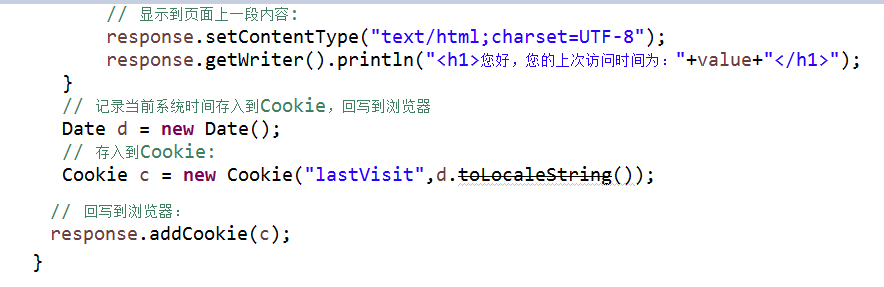 // 显示到页面上一段内容:
response.setContentType("text/html;charset=UTF-8");
response.getWriter().println("<h1>您好，您的上次访问时间为："+value+"</h1>");
}
// 记录当前系统时间存入到Cookie，回写到浏览器
Date d = new Date();
// 存入到Cookie:
Cookie c = new Cookie("lastVisit",d.toLocaleString());
// 回写到浏览器：
response.addCookie(c);
}